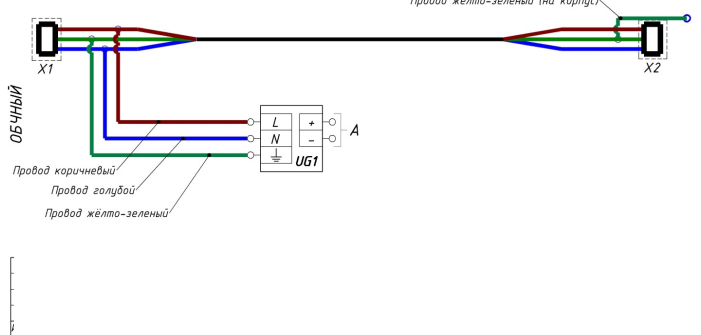 Провод жёлто-зеленый (на корпус)
X1
X2
ОБЧНЫЙ
L
+
A
N
-
UG1
Провод коричневый
Провод голубой
Провод жёлто-зеленый